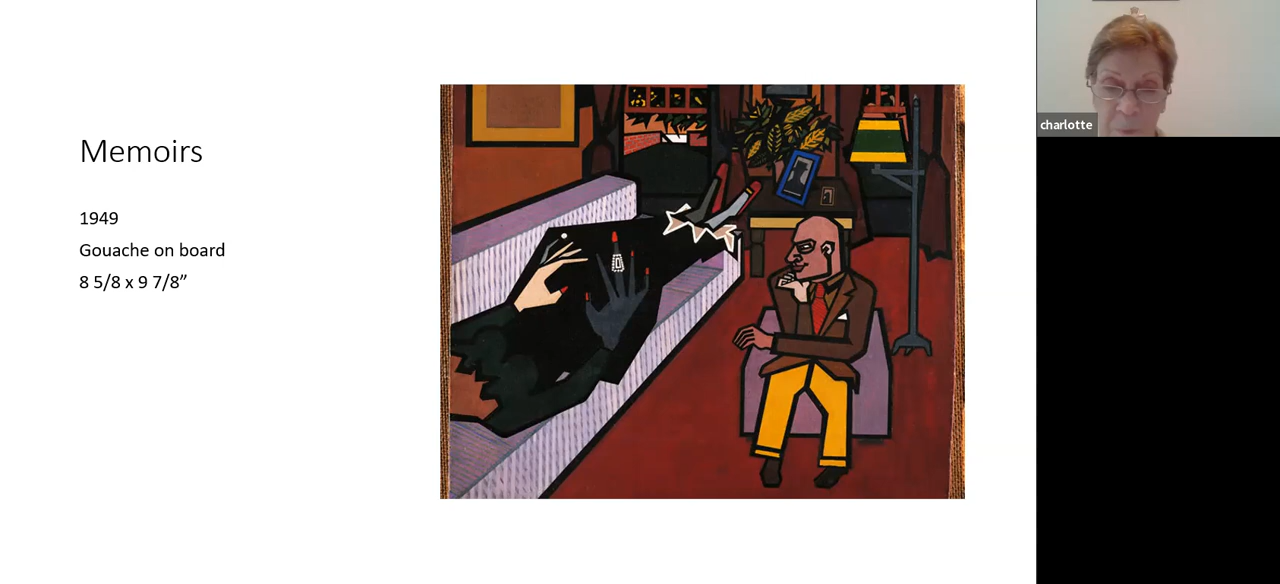 Memoirs
1949
Gouache on board
8 5/8 x 9 7/8”
charlotte